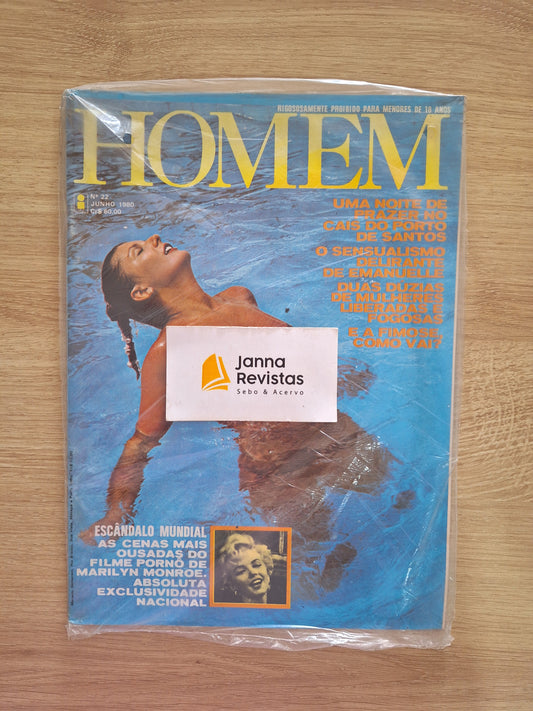 RIGOROSAMENTE PROIBIDO PARA MENORES DE 18 ANOS
HOMEM
Nº 22
JUNHO 1980
Cr$ 60,00
UMA NOITE DE
PRAZER NO
CAIS DO PORTO
DE SANTOS
O SENSUALISMO
DELIRANTE
DE EMANUELLE
DUAS DÚZIAS
DE MULHERES
LIBERADAS E
FOGOSAS
E A FIMOSE,
COMO VAI?
Janna
Revistas
Sebo & Acervo
ESCÂNDALO MUNDIAL
AS CENAS MAIS
OUSADAS DO
FILME PORNÔ DE
MARILYN MONROE.
ABSOLUTA
EXCLUSIVIDADE
NACIONAL